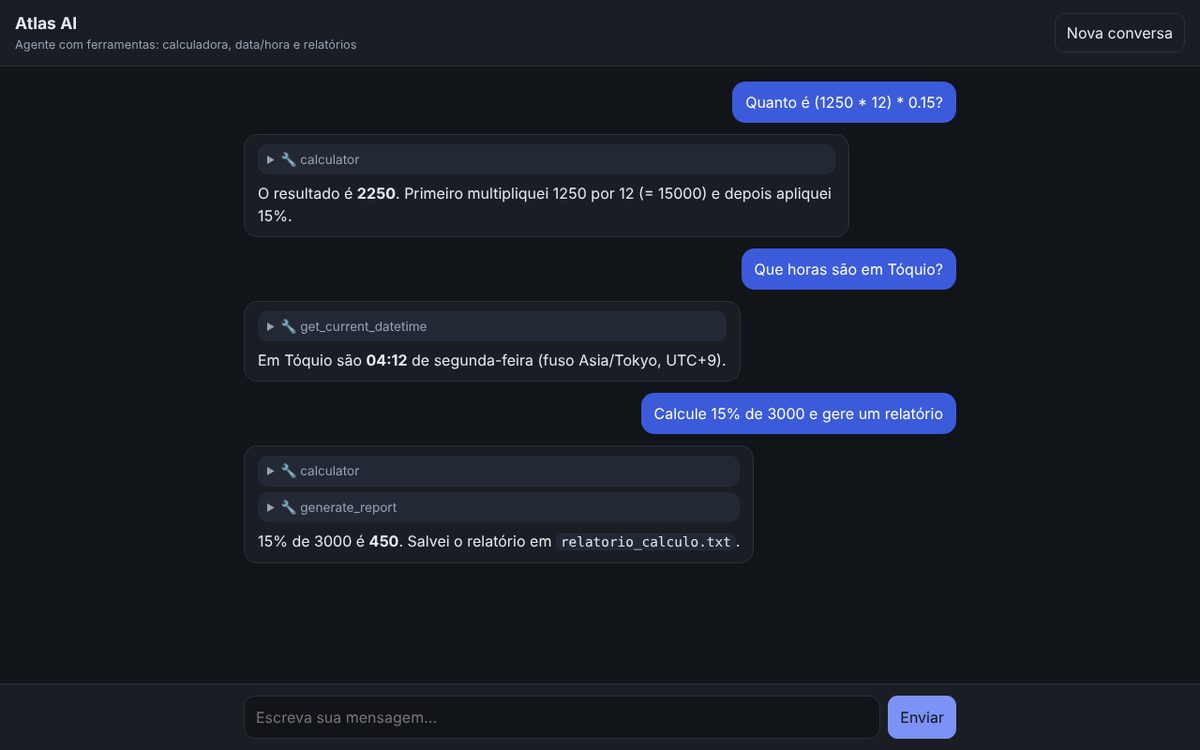 Atlas AI
Agente com ferramentas: calculadora, data/hora e relatórios
Nova conversa
Quanto é (1250 * 12) * 0.15?
calculator
O resultado é 2250. Primeiro multipliquei 1250 por 12 (= 15000) e depois apliquei
15%.
Que horas são em Tóquio?
get_current_datetime
Em Tóquio são 04:12 de segunda-feira (fuso Asia/Tokyo, UTC+9).
Calcule 15% de 3000 e gere um relatório
calculator
generate_report
15% de 3000 é 450. Salvei o relatório em relatorio_calculo.txt.
Escreva sua mensagem...
Enviar